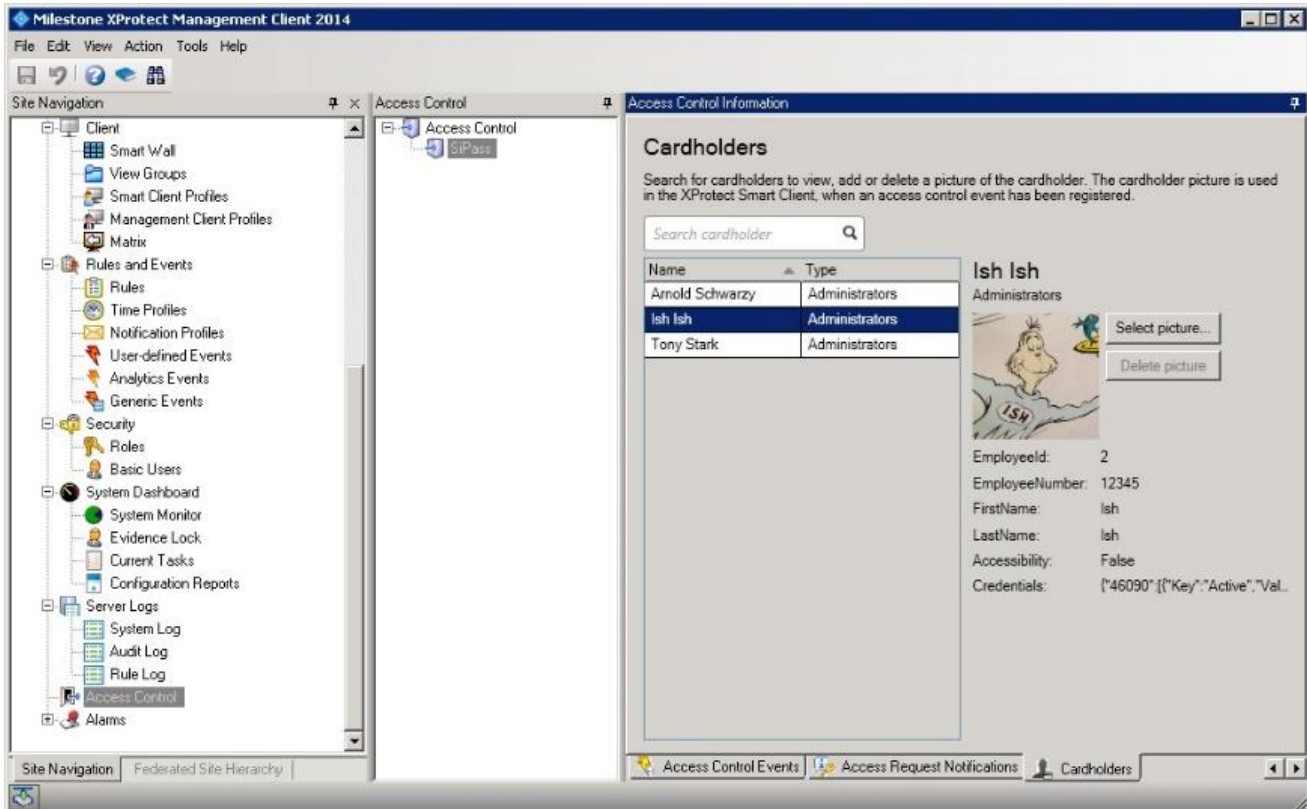 Milestone XProtect Management Client 2014
File Edit View Action Tools Help
Site Navigation
Client
Smart Wall
View Groups
Smart Client Profiles
Management Client Profiles
Matrix
Rules and Events
Rules
Time Profiles
Notification Profiles
User-defined Events
Analytics Events
Generic Events
Security
Roles
Basic Users
System Dashboard
System Monitor
Evidence Lock
Current Tasks
Configuration Reports
Server Logs
System Log
Audit Log
Rule Log
Access Control
Alarms
Site Navigation Federated Site Hierarchy
Access Control
Access Control
SiPass
Access Control Information
Cardholders
Search for cardholders to view, add or delete a picture of the cardholder. The cardholder picture is used
in the XProtect Smart Client, when an access control event has been registered.
Search cardholder
Name Type
Arnold Schwarzy Administrators
Ish Ish Administrators
Tony Stark Administrators
Ish Ish
Administrators
ISH
Select picture...
Delete picture
EmployeeId: 2
EmployeeNumber: 12345
FirstName: Ish
LastName: Ish
Accessibility: False
Credentials: {"46090":[{"Key":"Active","Val...
Access Control Events Access Request Notifications Cardholders